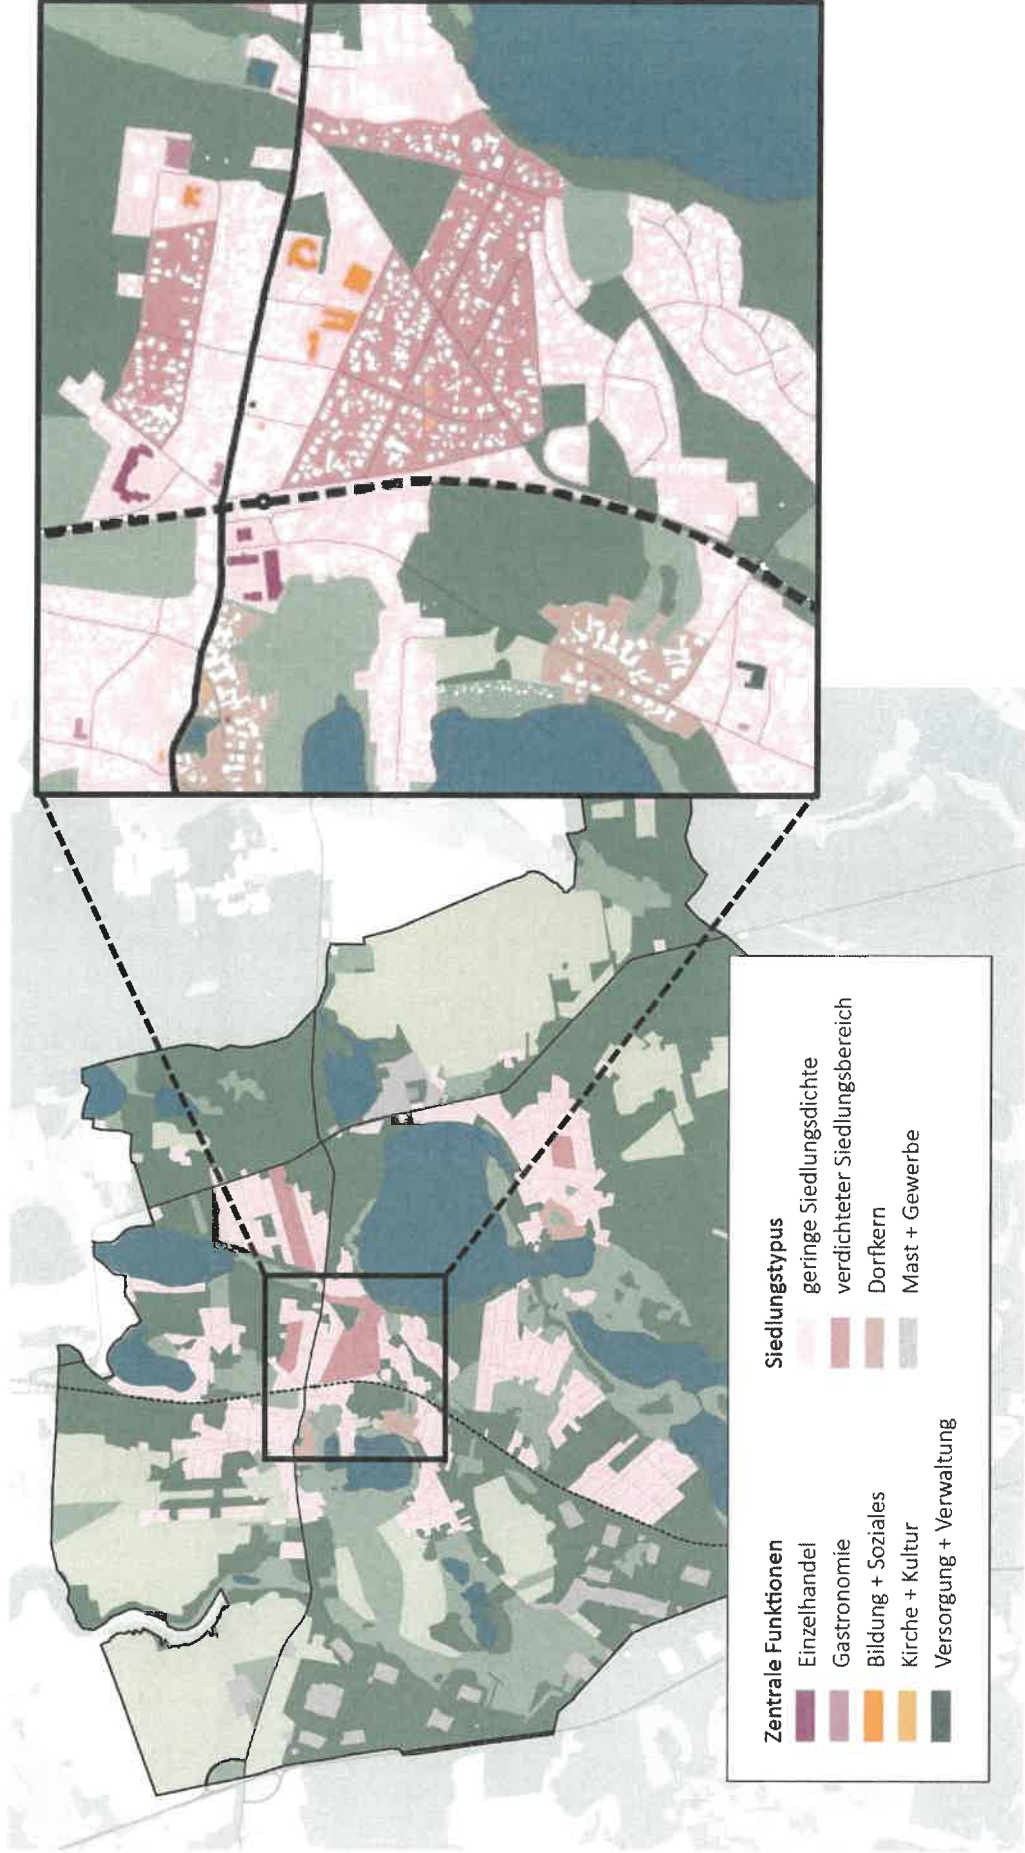 Zentrale Funktionen
Einzelhandel
Gastronomie
Bildung + Soziales
Kirche + Kultur
Versorgung + Verwaltung
Siedlungstypus
geringe Siedlungsdichte
verdichteter Siedlungsbereich
Dorfkern
Mast + Gewerbe